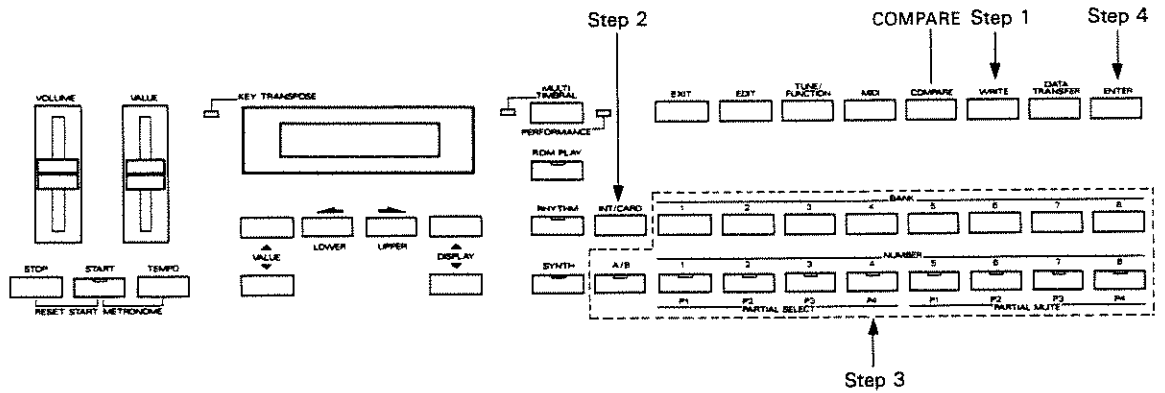 Step 2
COMPARE Step 1
Step 4
VOLUME
VALUE
KEY TRANSPOSE
MULTI
TIMBRAL
PERFORMANCE
EXIT
EDIT
TUNE/
FUNCTION
MIDI
COMPARE
WRITE
DATA
TRANSFER
ENTER
ROM PLAY
RHYTHM
INT/CARD
BANK
1 2 3 4 5 6 7 8
VALUE
LOWER
UPPER
DISPLAY
STOP
START
TEMPO
RESET START METRONOME
SYNTH
A/B
NUMBER
1 2 3 4 5 6 7 8
P1 P2 P3 P4 P1 P2 P3 P4
PARTIAL SELECT
PARTIAL MUTE
Step 3